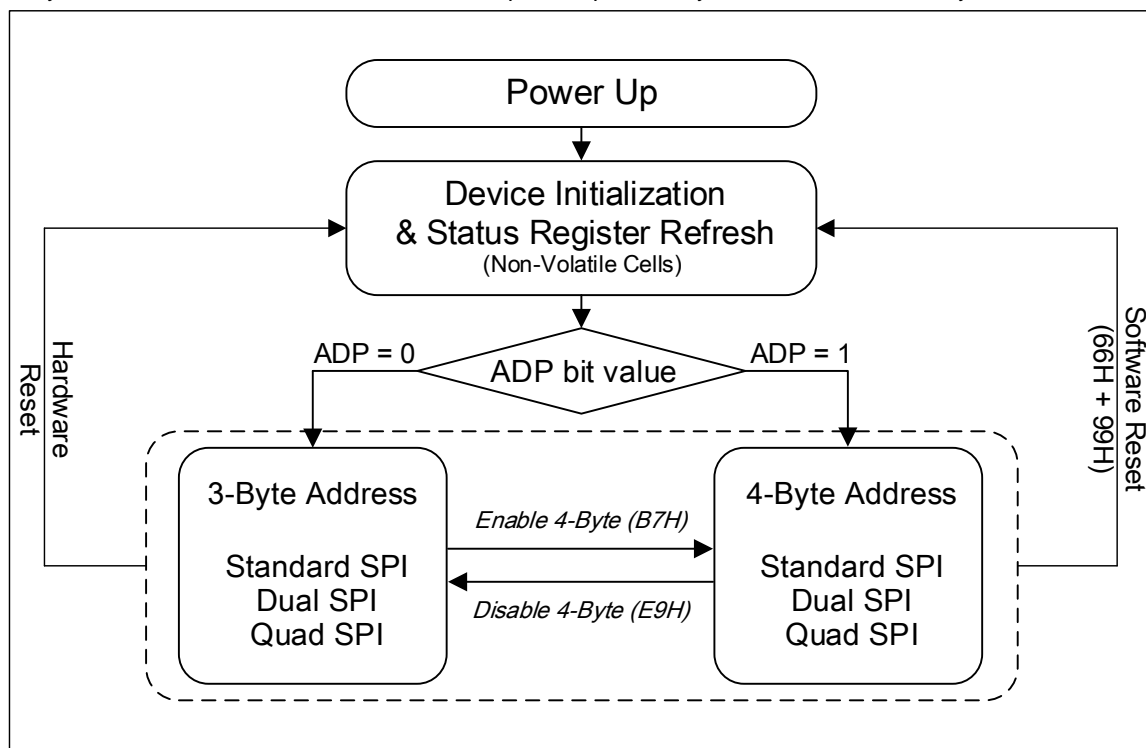 Power Up
Device Initialization
& Status Register Refresh
(Non-Volatile Cells)
ADP = 0
ADP bit value
ADP = 1
Hardware
Reset
Software Reset
(66H + 99H)
3-Byte Address
Standard SPI
Dual SPI
Quad SPI
Enable 4-Byte (B7H)
Disable 4-Byte (E9H)
4-Byte Address
Standard SPI
Dual SPI
Quad SPI